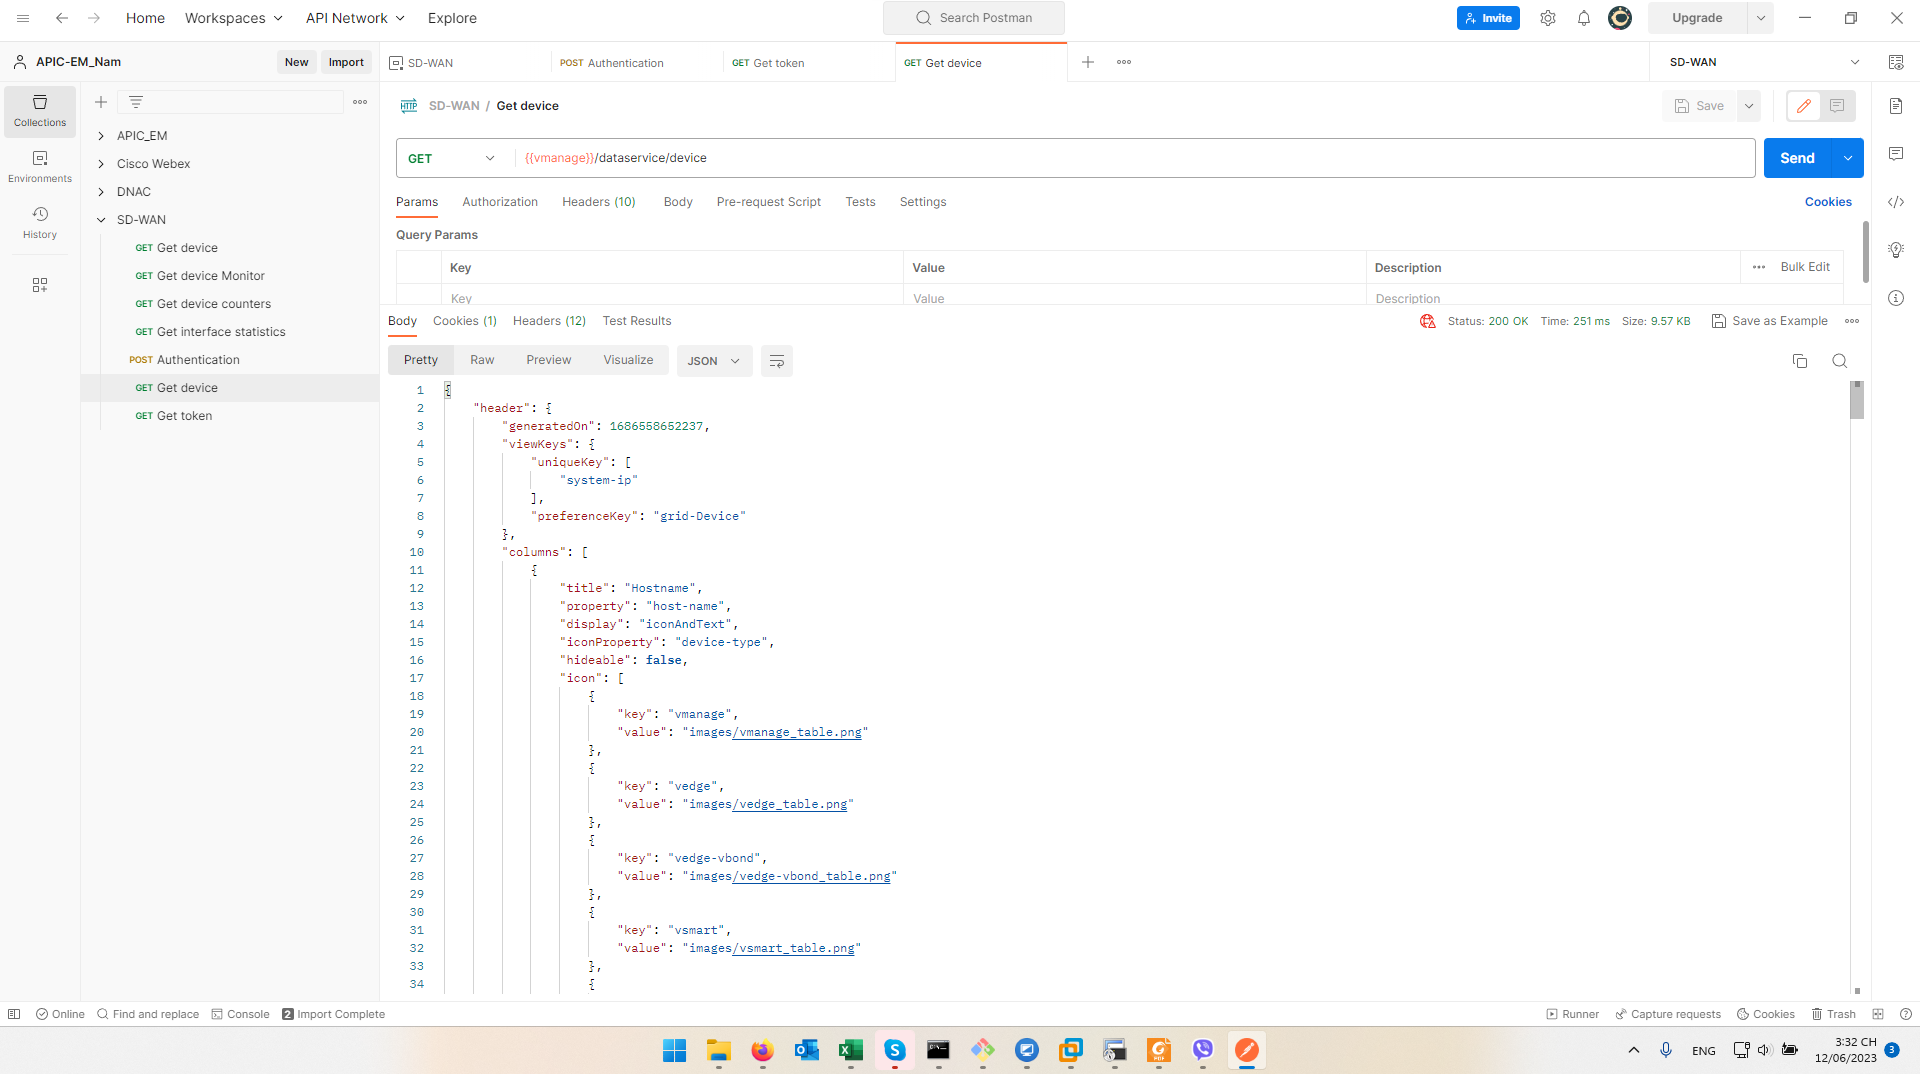 Home Workspaces API Network Explore Search Postman Invite Upgrade
APIC-EM_Nam New Import SD-WAN POST Authentication GET Get token GET Get device SD-WAN
Collections
Environments
History
APIC_EM
Cisco Webex
DNAC
SD-WAN
GET Get device
GET Get device Monitor
GET Get device counters
GET Get interface statistics
POST Authentication
GET Get device
GET Get token
HTTP SD-WAN / Get device Save
GET {{vmanage}}/dataservice/device Send
Params Authorization Headers (10) Body Pre-request Script Tests Settings Cookies
Query Params
Key Value Description Bulk Edit
Key Value Description
Body Cookies (1) Headers (12) Test Results Status: 200 OK Time: 251 ms Size: 9.57 KB Save as Example
Pretty Raw Preview Visualize JSON
1 {
2 "header": {
3 "generatedOn": 1686558652237,
4 "viewKeys": {
5 "uniqueKey": [
6 "system-ip"
7 ],
8 "preferenceKey": "grid-Device"
9 },
10 "columns": [
11 {
12 "title": "Hostname",
13 "property": "host-name",
14 "display": "iconAndText",
15 "iconProperty": "device-type",
16 "hideable": false,
17 "icon": [
18 {
19 "key": "vmanage",
20 "value": "images/vmanage_table.png"
21 },
22 {
23 "key": "vedge",
24 "value": "images/vedge_table.png"
25 },
26 {
27 "key": "vedge-vbond",
28 "value": "images/vedge-vbond_table.png"
29 },
30 {
31 "key": "vsmart",
32 "value": "images/vsmart_table.png"
33 },
34 {
Online Find and replace Console 2 Import Complete Runner Capture requests Cookies Trash
ENG 3:32 CH
12/06/2023 3